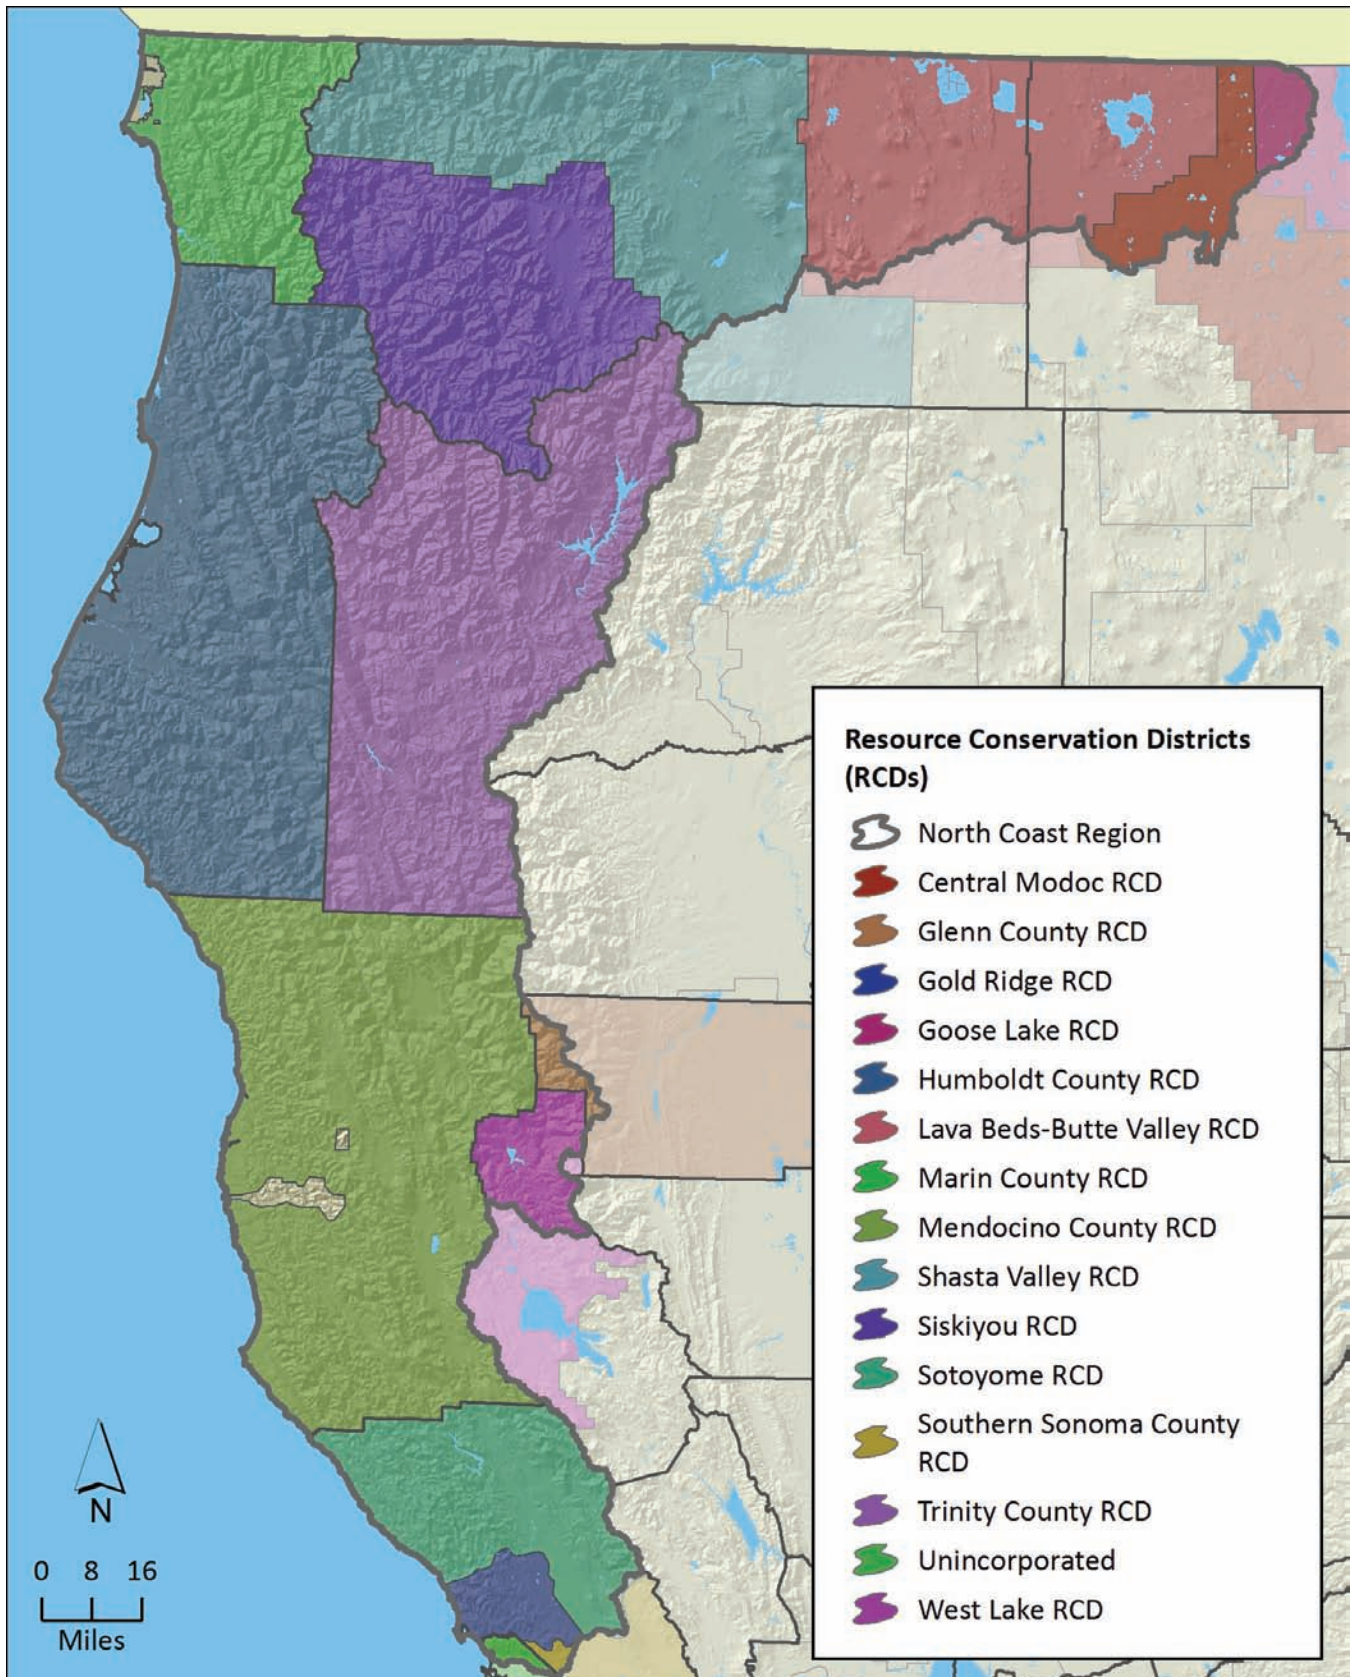 Resource Conservation Districts
(RCDs)
North Coast Region
Central Modoc RCD
Glenn County RCD
Gold Ridge RCD
Goose Lake RCD
Humboldt County RCD
Lava Beds-Butte Valley RCD
Marin County RCD
Mendocino County RCD
Shasta Valley RCD
Siskiyou RCD
Sotoyome RCD
Southern Sonoma County
RCD
Trinity County RCD
Unincorporated
West Lake RCD
N
0 8 16
Miles